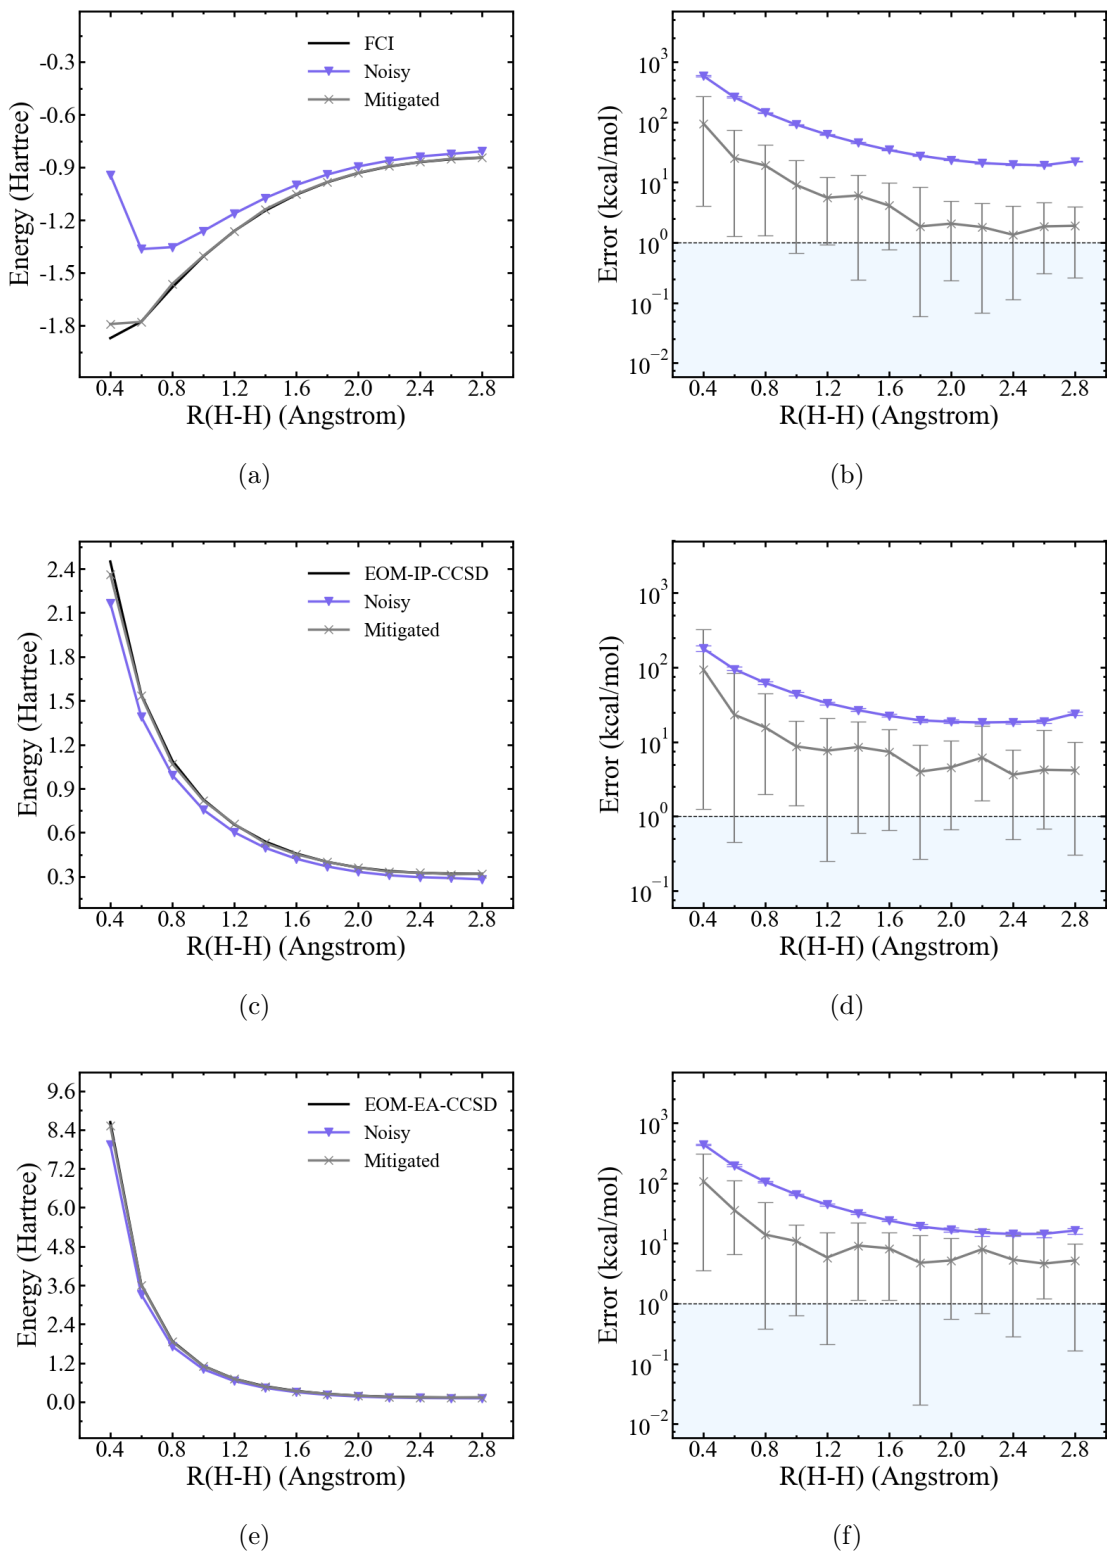 Energy (Hartree)
-0.3
-0.6
-0.9
-1.2
-1.5
-1.8
FCI
Noisy
Mitigated
0.4 0.8 1.2 1.6 2.0 2.4 2.8
R(H-H) (Angstrom)
(a)
Error (kcal/mol)
10^3
10^2
10^1
10^0
10^-1
10^-2
0.4 0.8 1.2 1.6 2.0 2.4 2.8
R(H-H) (Angstrom)
(b)
Energy (Hartree)
2.4
2.1
1.8
1.5
1.2
0.9
0.6
0.3
EOM-IP-CCSD
Noisy
Mitigated
0.4 0.8 1.2 1.6 2.0 2.4 2.8
R(H-H) (Angstrom)
(c)
Error (kcal/mol)
10^3
10^2
10^1
10^0
10^-1
0.4 0.8 1.2 1.6 2.0 2.4 2.8
R(H-H) (Angstrom)
(d)
Energy (Hartree)
9.6
8.4
7.2
6.0
4.8
3.6
2.4
1.2
0.0
EOM-EA-CCSD
Noisy
Mitigated
0.4 0.8 1.2 1.6 2.0 2.4 2.8
R(H-H) (Angstrom)
(e)
Error (kcal/mol)
10^3
10^2
10^1
10^0
10^-1
10^-2
0.4 0.8 1.2 1.6 2.0 2.4 2.8
R(H-H) (Angstrom)
(f)